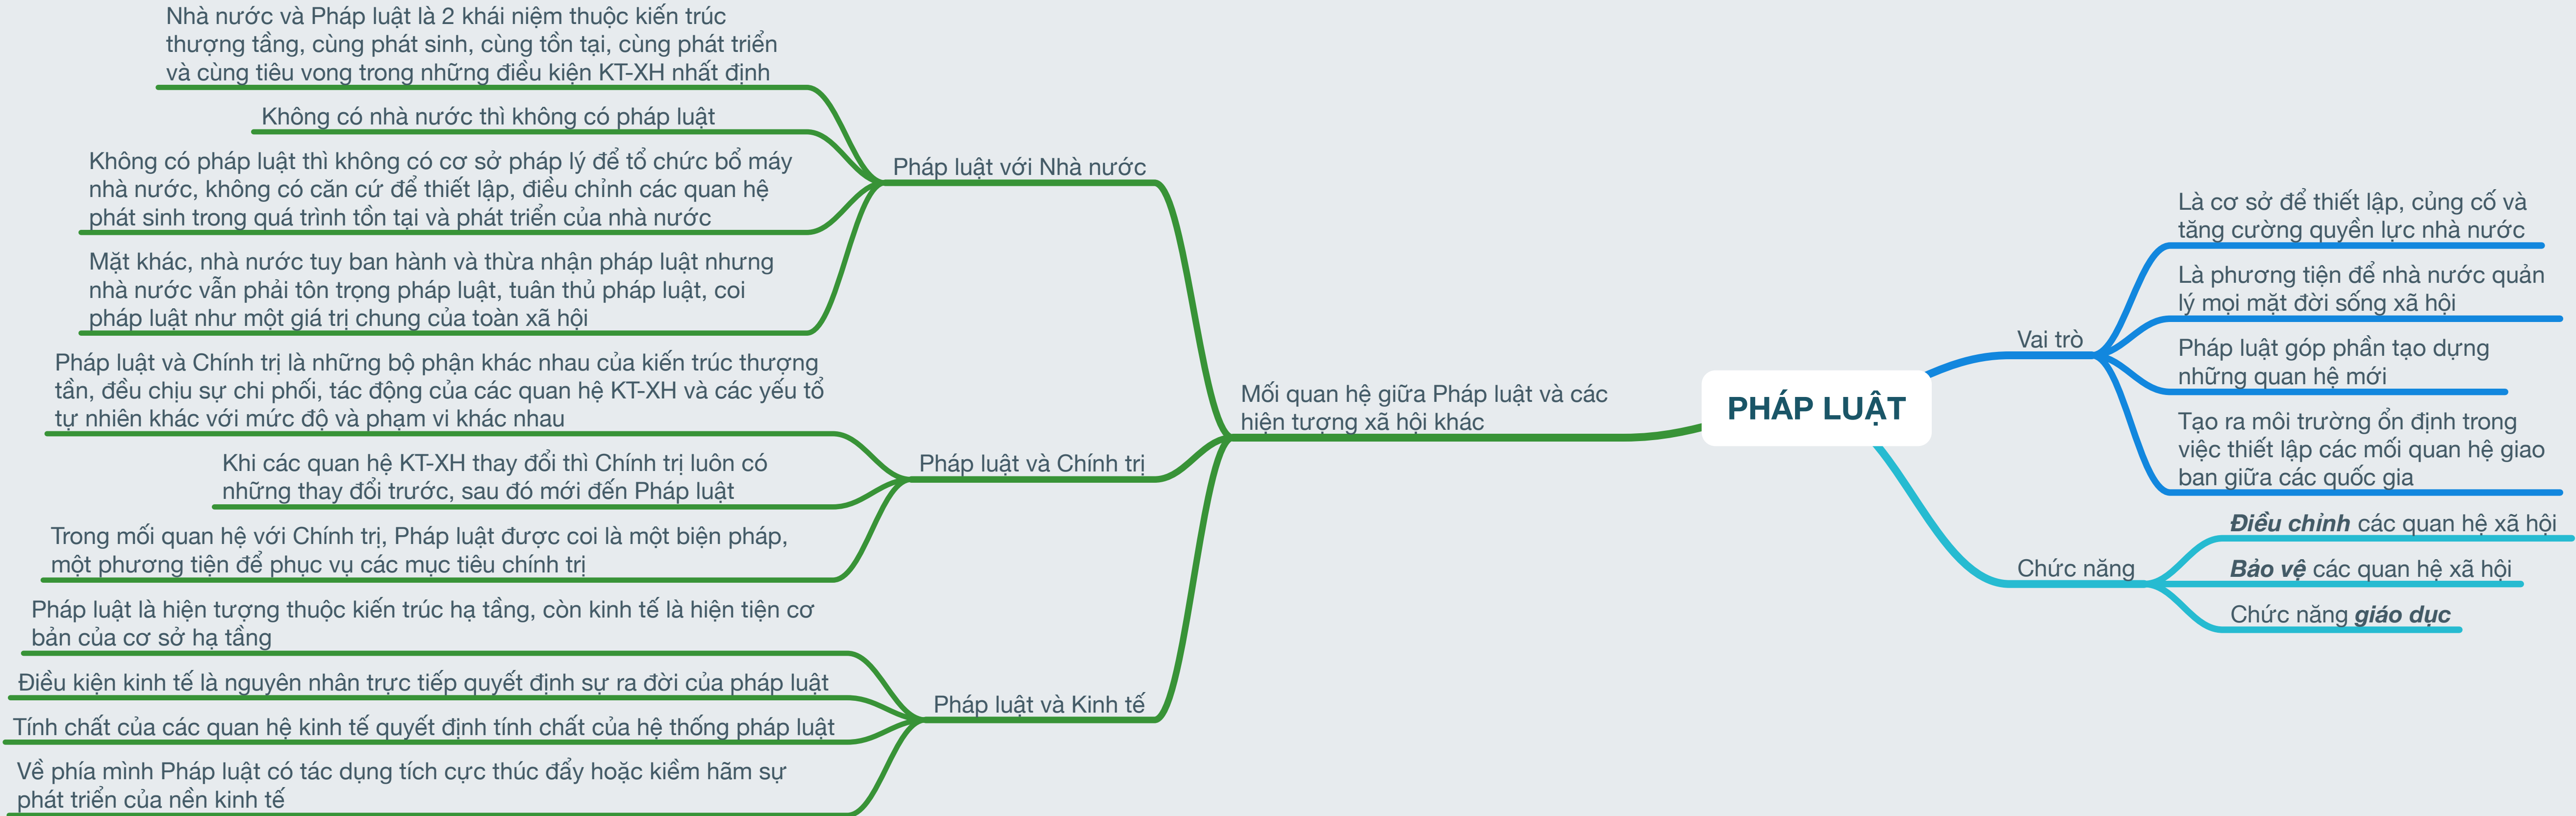 Nhà nước và Pháp luật là 2 khái niệm thuộc kiến trúc
thượng tầng, cùng phát sinh, cùng tồn tại, cùng phát triển
và cùng tiêu vong trong những điều kiện KT-XH nhất định
Không có nhà nước thì không có pháp luật
Không có pháp luật thì không có cơ sở pháp lý để tổ chức bổ máy
nhà nước, không có căn cứ để thiết lập, điều chỉnh các quan hệ
phát sinh trong quá trình tồn tại và phát triển của nhà nước
Mặt khác, nhà nước tuy ban hành và thừa nhận pháp luật nhưng
nhà nước vẫn phải tôn trọng pháp luật, tuân thủ pháp luật, coi
pháp luật như một giá trị chung của toàn xã hội
Pháp luật với Nhà nước
Pháp luật và Chính trị là những bộ phận khác nhau của kiến trúc thượng
tần, đều chịu sự chi phối, tác động của các quan hệ KT-XH và các yếu tổ
tự nhiên khác với mức độ và phạm vi khác nhau
Khi các quan hệ KT-XH thay đổi thì Chính trị luôn có
những thay đổi trước, sau đó mới đến Pháp luật
Trong mối quan hệ với Chính trị, Pháp luật được coi là một biện pháp,
một phương tiện để phục vụ các mục tiêu chính trị
Pháp luật và Chính trị
Pháp luật là hiện tượng thuộc kiến trúc hạ tầng, còn kinh tế là hiện tiện cơ
bản của cơ sở hạ tầng
Điều kiện kinh tế là nguyên nhân trực tiếp quyết định sự ra đời của pháp luật
Tính chất của các quan hệ kinh tế quyết định tính chất của hệ thống pháp luật
Về phía mình Pháp luật có tác dụng tích cực thúc đẩy hoặc kiềm hãm sự
phát triển của nền kinh tế
Pháp luật và Kinh tế
Mối quan hệ giữa Pháp luật và các
hiện tượng xã hội khác
PHÁP LUẬT
Vai trò
Là cơ sở để thiết lập, củng cố và
tăng cường quyền lực nhà nước
Là phương tiện để nhà nước quản
lý mọi mặt đời sống xã hội
Pháp luật góp phần tạo dựng
những quan hệ mới
Tạo ra môi trường ổn định trong
việc thiết lập các mối quan hệ giao
ban giữa các quốc gia
Chức năng
Điều chỉnh các quan hệ xã hội
Bảo vệ các quan hệ xã hội
Chức năng giáo dục